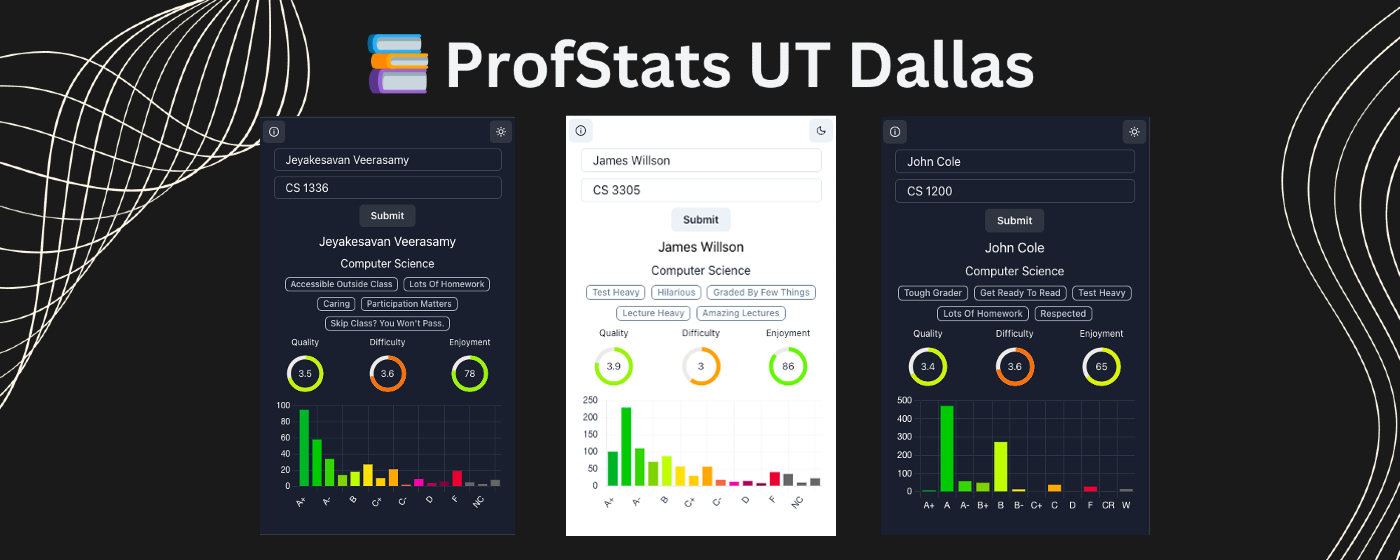 ProfStats UT Dallas
Jeyakesavan Veerasamy
CS 1336
Submit
Jeyakesavan Veerasamy
Computer Science
Accessible Outside Class Lots Of Homework
Caring Participation Matters
Skip Class? You Won't Pass.
Quality Difficulty Enjoyment
3.5 3.6 78
100
80
60
40
20
0
A+ A- B C+ C- D F NC
James Willson
CS 3305
Submit
James Willson
Computer Science
Test Heavy Hilarious Graded By Few Things
Lecture Heavy Amazing Lectures
Quality Difficulty Enjoyment
3.9 3 86
250
200
150
100
50
0
A+ A- B C+ C- D F NC
John Cole
CS 1200
Submit
John Cole
Computer Science
Tough Grader Get Ready To Read Test Heavy
Lots Of Homework Respected
Quality Difficulty Enjoyment
3.4 3.6 65
500
400
300
200
100
0
A+ A A- B+ B B- C+ C D F CR W